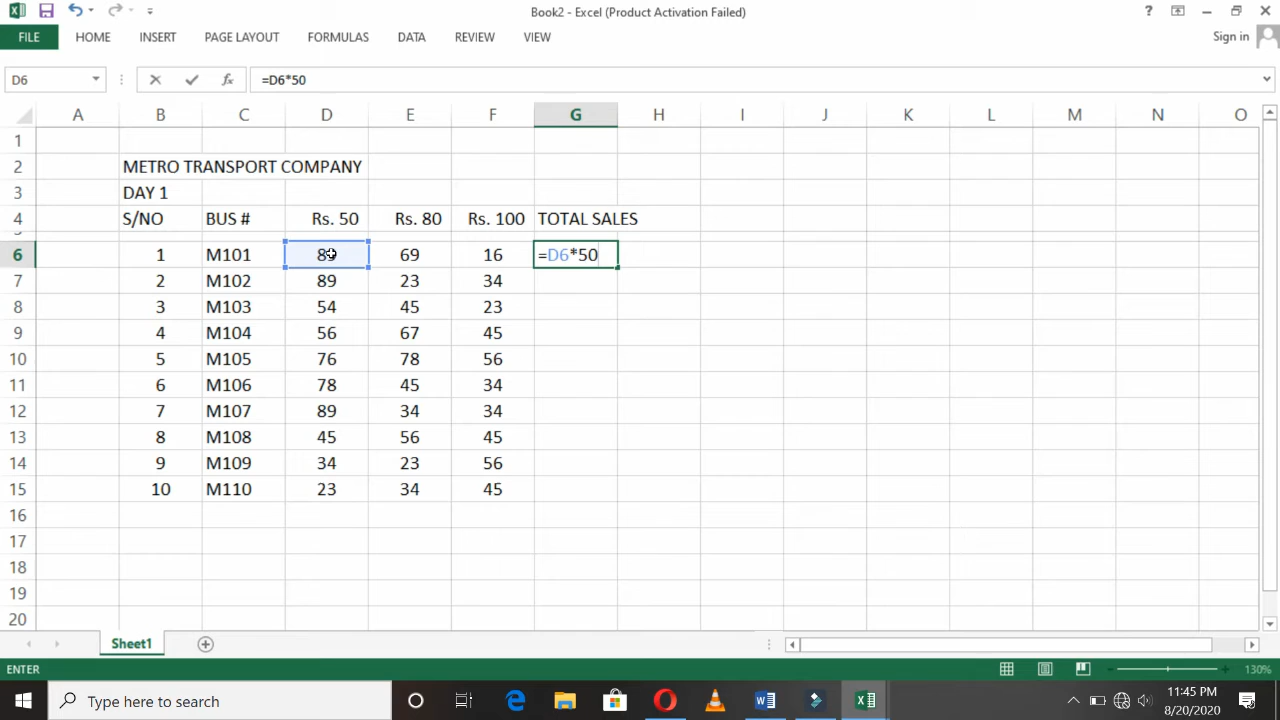 Book2 - Excel (Product Activation Failed)
?
FILE HOME INSERT PAGE LAYOUT FORMULAS DATA REVIEW VIEW Sign in
D6 fx =D6*50
A B C D E F G H I J K L M N O
1
2 METRO TRANSPORT COMPANY
3 DAY 1
4 S/NO BUS # Rs. 50 Rs. 80 Rs. 100 TOTAL SALES
6 1 M101 89 69 16 =D6*50
7 2 M102 89 23 34
8 3 M103 54 45 23
9 4 M104 56 67 45
10 5 M105 76 78 56
11 6 M106 78 45 34
12 7 M107 89 34 34
13 8 M108 45 56 45
14 9 M109 34 23 56
15 10 M110 23 34 45
16
17
18
19
20
Sheet1
ENTER 130%
Type here to search
11:45 PM
8/20/2020